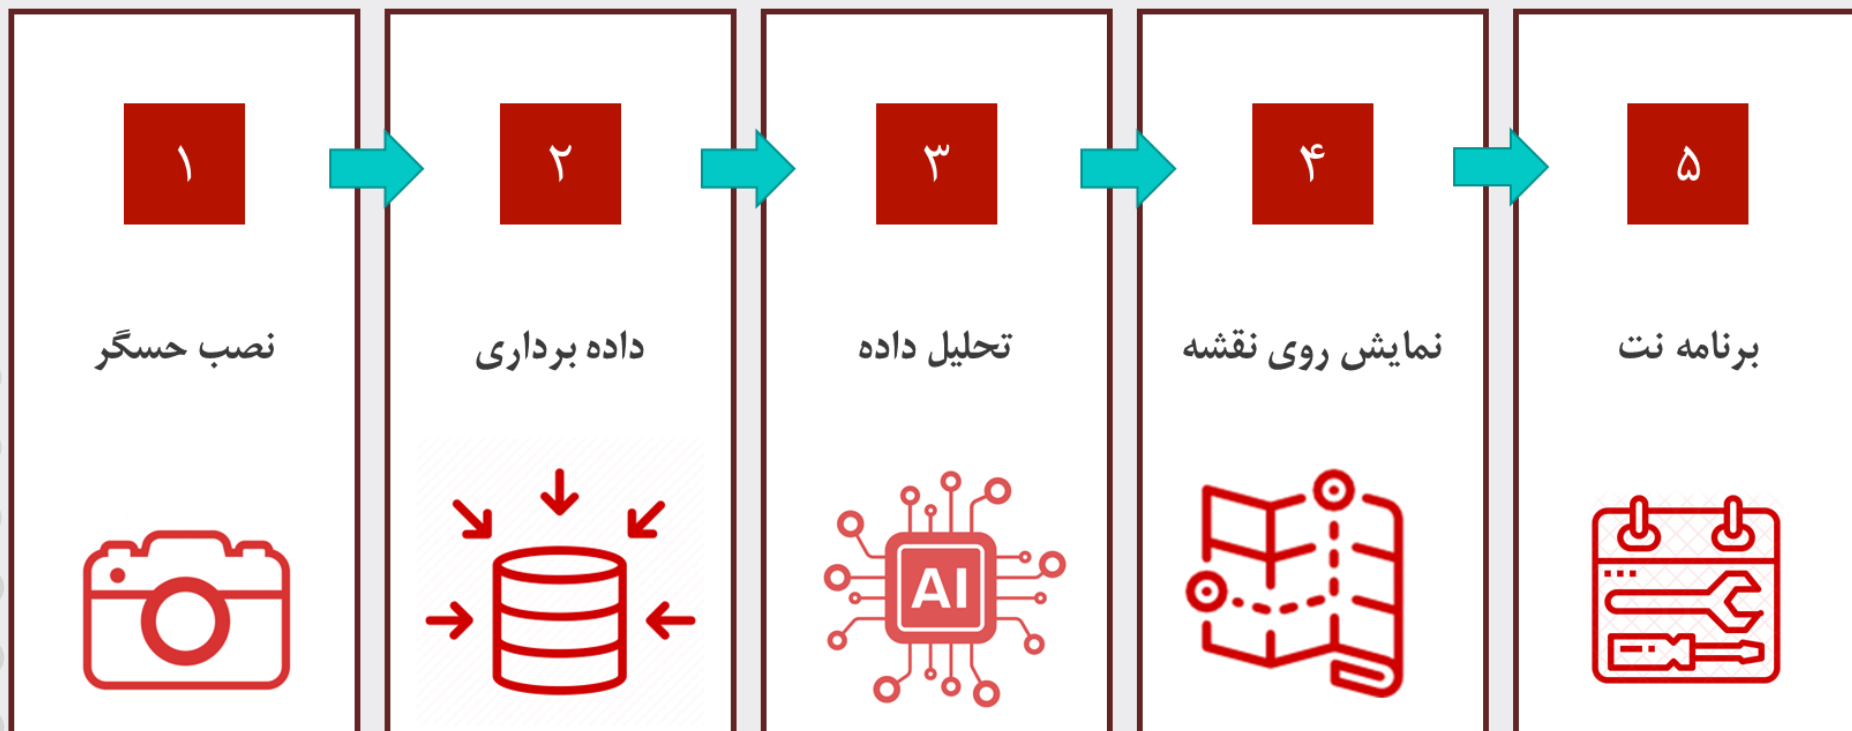 ۱
نصب حسگر
۲
داده برداری
۳
تحلیل داده
AI
۴
نمایش روی نقشه
۵
برنامه نت